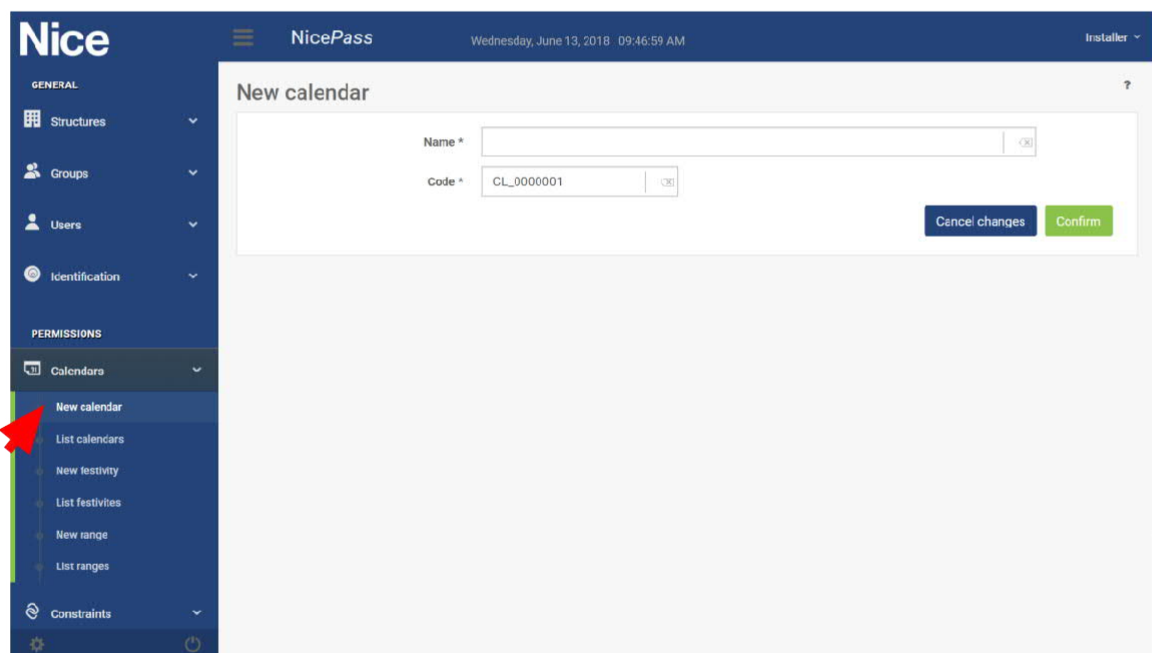 Nice
NicePass
Wednesday, June 13, 2018 09:46:59 AM
Installer
GENERAL
Structures
Groups
Users
Identification
PERMISSIONS
Calendars
New calendar
List calendars
New festivity
List festivites
New range
List ranges
Constraints
New calendar
?
Name *
Code *
CL_0000001
Cancel changes
Confirm